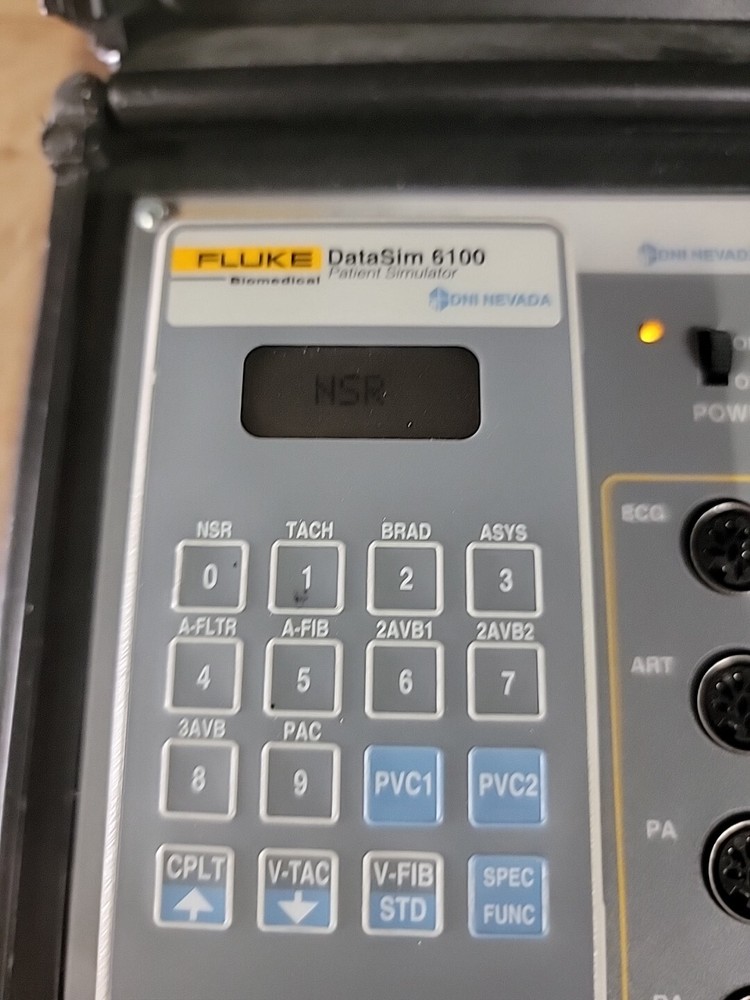 FLUKE DataSim 6100
Biomedical Patient Simulator
DNI NEVADA
DNI NEVAD
NSR
POW
NSR TACH BRAD ASYS
0 1 2 3
A-FLTR A-FIB 2AVB1 2AVB2
4 5 6 7
3AVB PAC
8 9 PVC1 PVC2
CPLT V-TAC V-FIB SPEC
STD FUNC
ECG
ART
PA